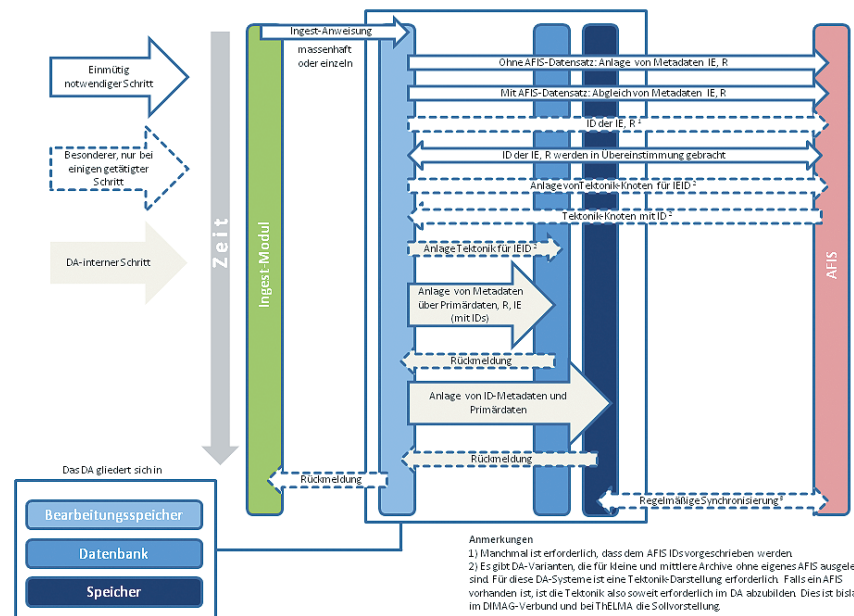 Ingest-Anweisung
massenhaft
oder einzeln
Einmütig
notwendiger Schritt
Besonderer, nur bei
einigen getätigter
Schritt
DA-interner Schritt
Zeit
Ingest-Modul
AFIS
Ohne AFIS-Datensatz: Anlage von Metadaten IE, R
Mit AFIS-Datensatz: Abgleich von Metadaten IE, R
ID der IE, R ¹
ID der IE, R werden in Übereinstimmung gebracht
Anlage von Tektonik-Knoten für IEID ²
Tektonik-Knoten mit ID ²
Anlage Tektonik für IEID ²
Anlage von Metadaten
über Primärdaten, R, IE
(mit IDs)
Rückmeldung
Anlage von ID-Metadaten und
Primärdaten
Rückmeldung
Rückmeldung
Regelmäßige Synchronisierung
Das DA gliedert sich in
Bearbeitungsspeicher
Datenbank
Speicher
Anmerkungen
1) Manchmal ist erforderlich, dass dem AFIS IDs vorgeschrieben werden.
2) Es gibt DA-Varianten, die für kleine und mittlere Archive ohne eigenes AFIS ausgele
sind. Für diese DA-Systeme ist eine Tektonik-Darstellung erforderlich. Falls ein AFIS
vorhanden ist, ist die Tektonik also soweit erforderlich im DA abzubilden. Dies ist bisla
im DIMAG-Verbund und bei ThELMA die Sollvorstellung.